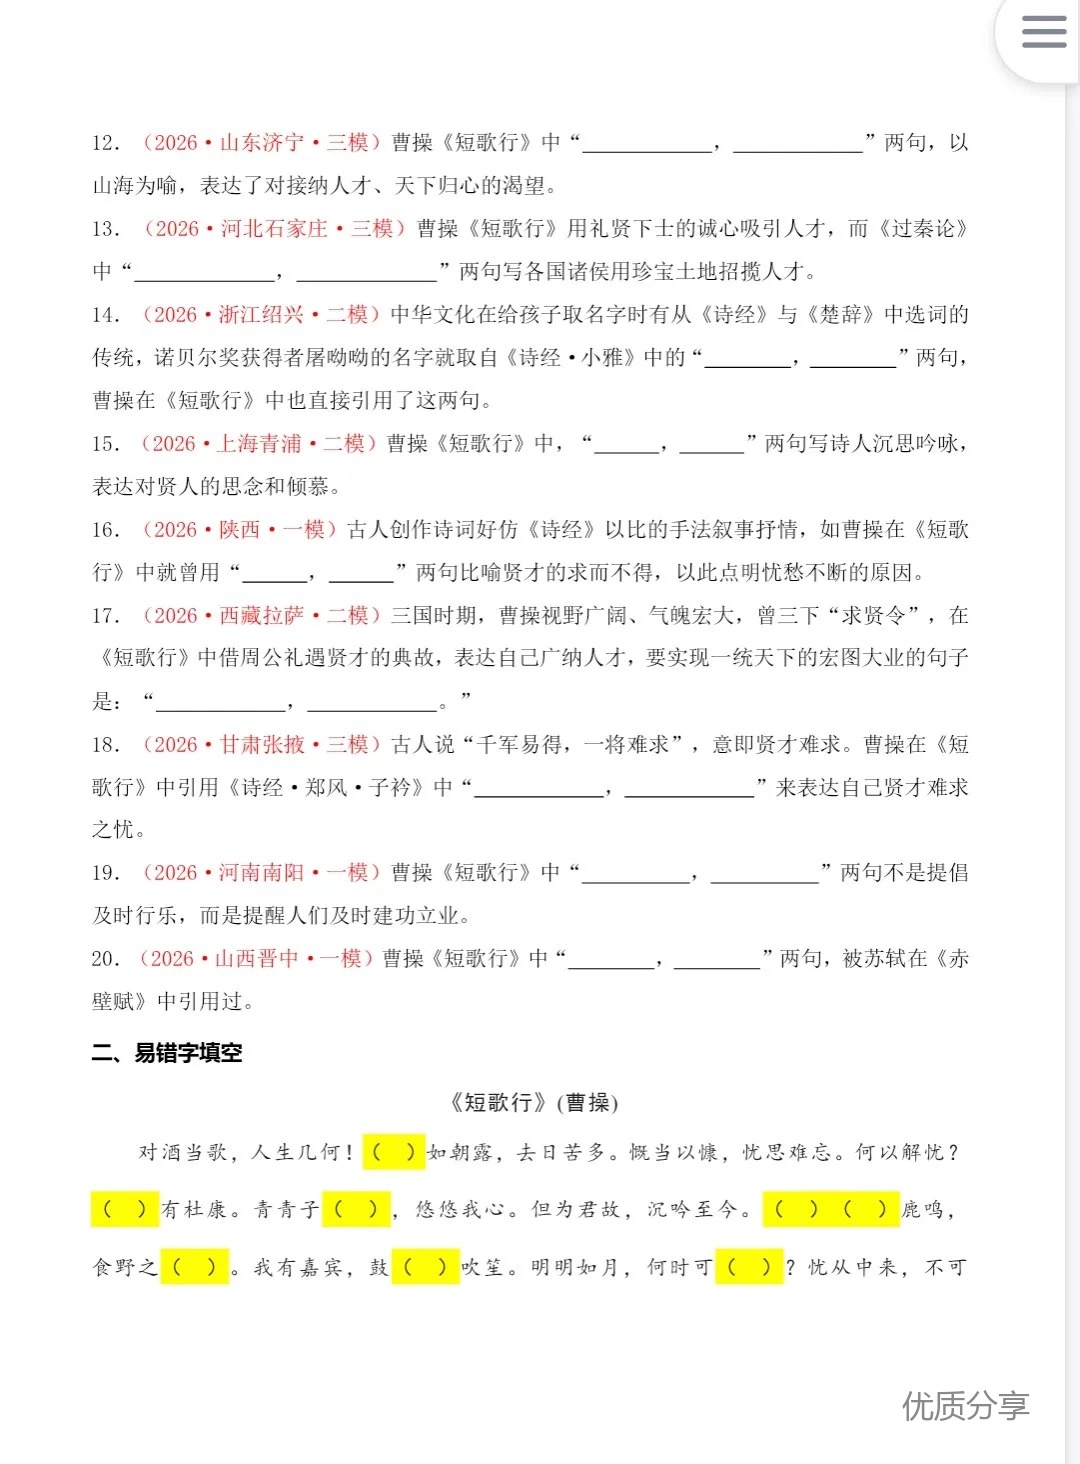 12．（2026·山东济宁·三模）曹操《短歌行》中“____________，____________”两句，以
山海为喻，表达了对接纳人才、天下归心的渴望。
13．（2026·河北石家庄·三模）曹操《短歌行》用礼贤下士的诚心吸引人才，而《过秦论》
中“_____________，_____________”两句写各国诸侯用珍宝土地招揽人才。
14．（2026·浙江绍兴·二模）中华文化在给孩子取名字时有从《诗经》与《楚辞》中选词的
传统，诺贝尔奖获得者屠呦呦的名字就取自《诗经·小雅》中的“________，________”两句，
曹操在《短歌行》中也直接引用了这两句。
15．（2026·上海青浦·二模）曹操《短歌行》中，“______，______”两句写诗人沉思吟咏，
表达对贤人的思念和倾慕。
16．（2026·陕西·一模）古人创作诗词好仿《诗经》以比的手法叙事抒情，如曹操在《短歌
行》中就曾用“______，______”两句比喻贤才的求而不得，以此点明忧愁不断的原因。
17．（2026·西藏拉萨·二模）三国时期，曹操视野广阔、气魄宏大，曾三下“求贤令”，在
《短歌行》中借周公礼遇贤才的典故，表达自己广纳人才，要实现一统天下的宏图大业的句子
是：“____________，____________。”
18．（2026·甘肃张掖·三模）古人说“千军易得，一将难求”，意即贤才难求。曹操在《短
歌行》中引用《诗经·郑风·子衿》中“____________，____________”来表达自己贤才难求
之忧。
19．（2026·河南南阳·一模）曹操《短歌行》中“__________，__________”两句不是提倡
及时行乐，而是提醒人们及时建功立业。
20．（2026·山西晋中·一模）曹操《短歌行》中“________，________”两句，被苏轼在《赤
壁赋》中引用过。
二、易错字填空
《短歌行》(曹操)
对酒当歌，人生几何！（ ）如朝露，去日苦多。慨当以慷，忧思难忘。何以解忧？
（ ）有杜康。青青子（ ），悠悠我心。但为君故，沉吟至今。（ ）（ ）鹿鸣，
食野之（ ）。我有嘉宾，鼓（ ）吹笙。明明如月，何时可（ ）？忧从中来，不可
优质分享